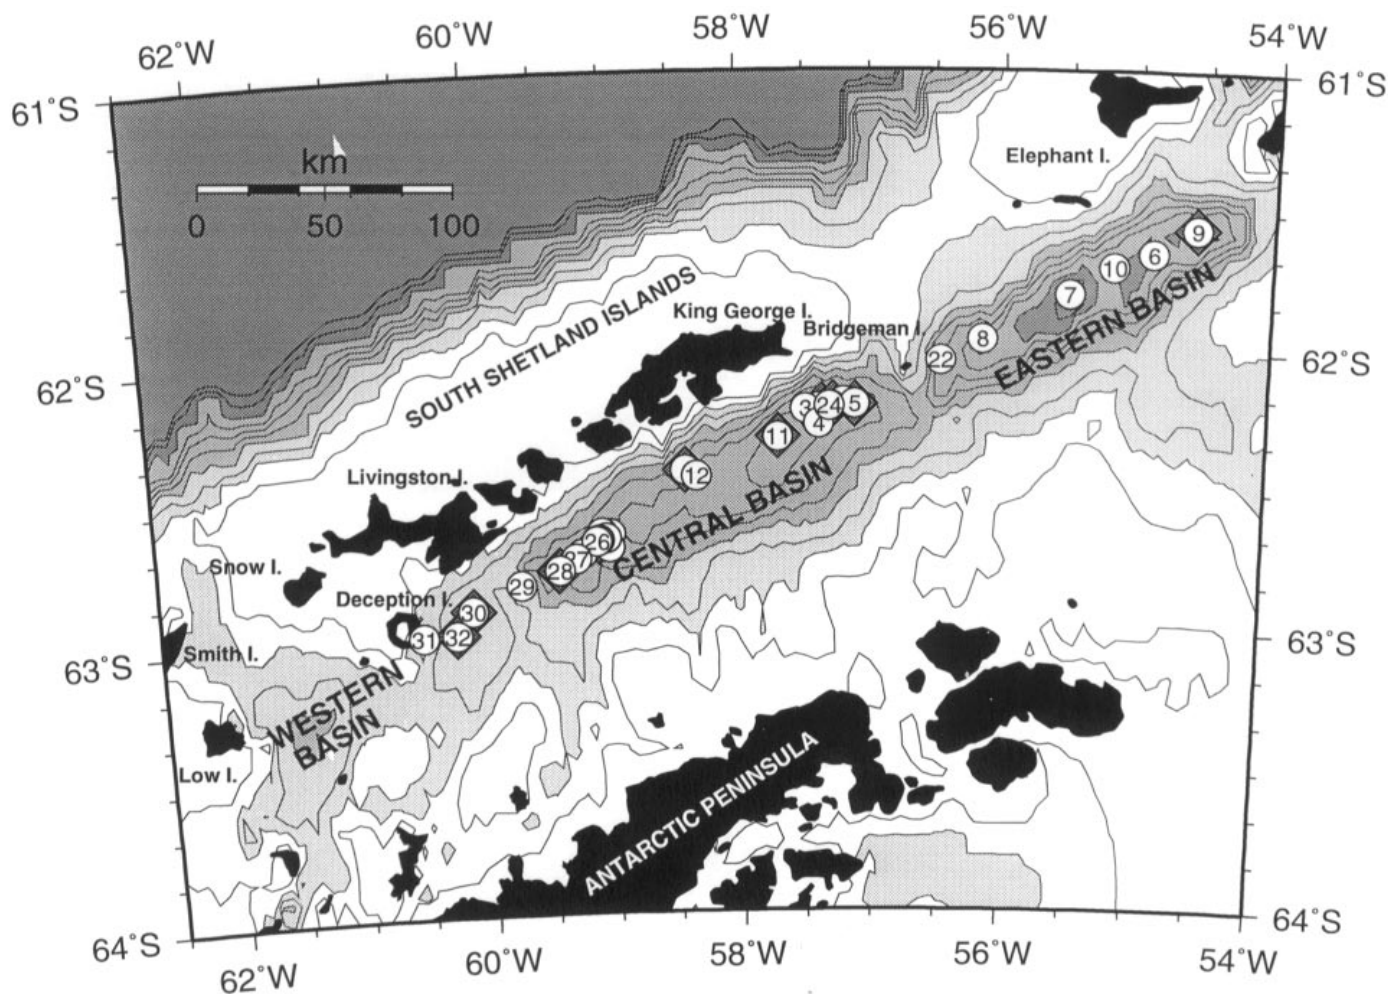 62°W
60°W
58°W
56°W
54°W
61°S
61°S
km
0 50 100
Elephant I.
9
6
10
7
EASTERN BASIN
8
22
SOUTH SHETLAND ISLANDS
King George I.
Bridgeman I.
62°S
62°S
3
24
5
4
11
12
CENTRAL BASIN
Livingston I.
26
27
28
29
Snow I.
Deception I.
30
31
32
63°S
63°S
Smith I.
WESTERN
BASIN
Low I.
ANTARCTIC PENINSULA
64°S
64°S
62°W
60°W
58°W
56°W
54°W